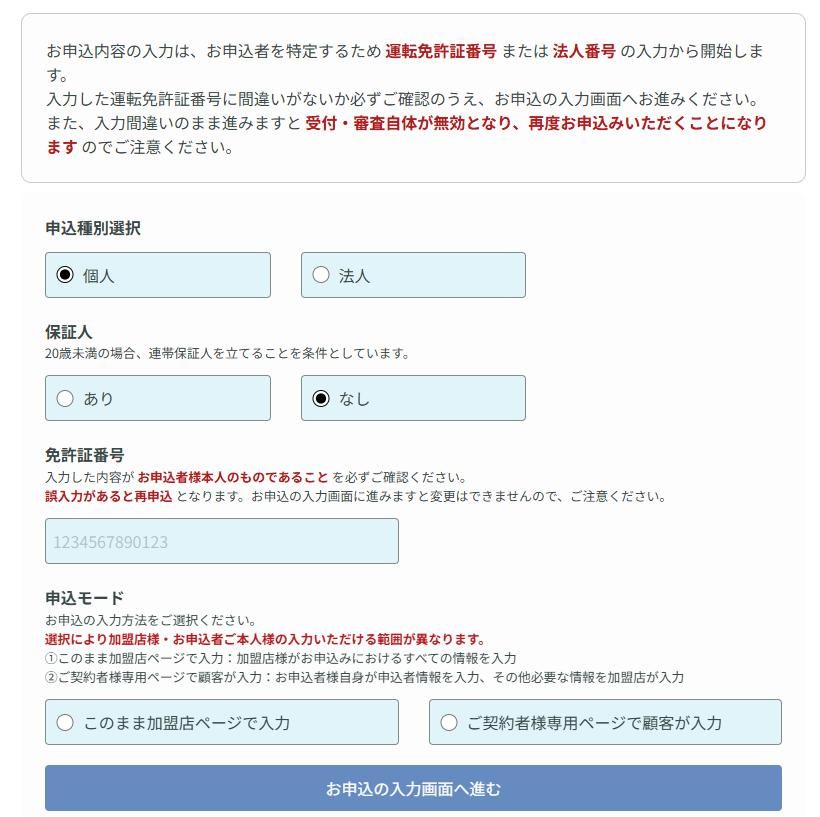 お申込内容の入力は、お申込者を特定するため 運転免許証番号 または 法人番号 の入力から開始しま
す。
入力した運転免許証番号に間違いがないか必ずご確認のうえ、お申込の入力画面へお進みください。
また、入力間違いのまま進みますと 受付・審査自体が無効となり、再度お申込みいただくことになり
ます のでご注意ください。
申込種別選択
個人
法人
保証人
20歳未満の場合、連帯保証人を立てることを条件としています。
あり
なし
免許証番号
入力した内容が お申込者様本人のものであること を必ずご確認ください。
誤入力があると再申込 となります。お申込の入力画面に進みますと変更はできませんので、ご注意ください。
1234567890123
申込モード
お申込の入力方法をご選択ください。
選択により加盟店様・お申込者ご本人様の入力いただける範囲が異なります。
①このまま加盟店ページで入力：加盟店様がお申込みにおけるすべての情報を入力
②ご契約者様専用ページで顧客が入力：お申込者様自身が申込者情報を入力、その他必要な情報を加盟店が入力
このまま加盟店ページで入力
ご契約者様専用ページで顧客が入力
お申込の入力画面へ進む